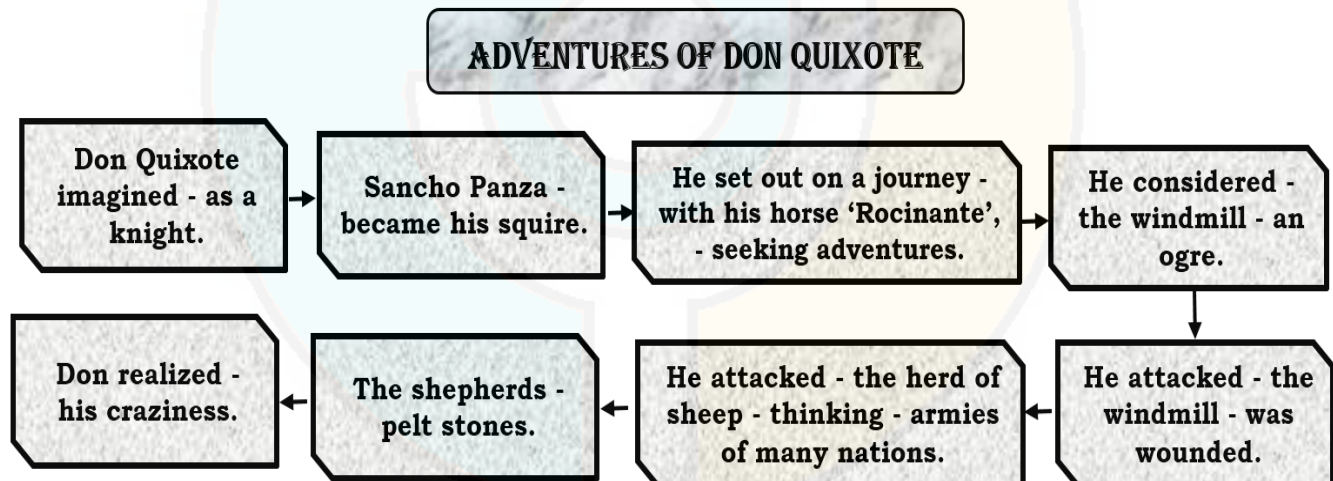 ADVENTURES OF DON QUIXOTE
Don Quixote
imagined - as a
knight.
Sancho Panza -
became his squire.
He set out on a journey -
with his horse ‘Rocinante’,
- seeking adventures.
He considered -
the windmill - an
ogre.
He attacked - the
windmill - was
wounded.
He attacked - the herd of
sheep - thinking - armies
of many nations.
The shepherds -
pelt stones.
Don realized -
his craziness.